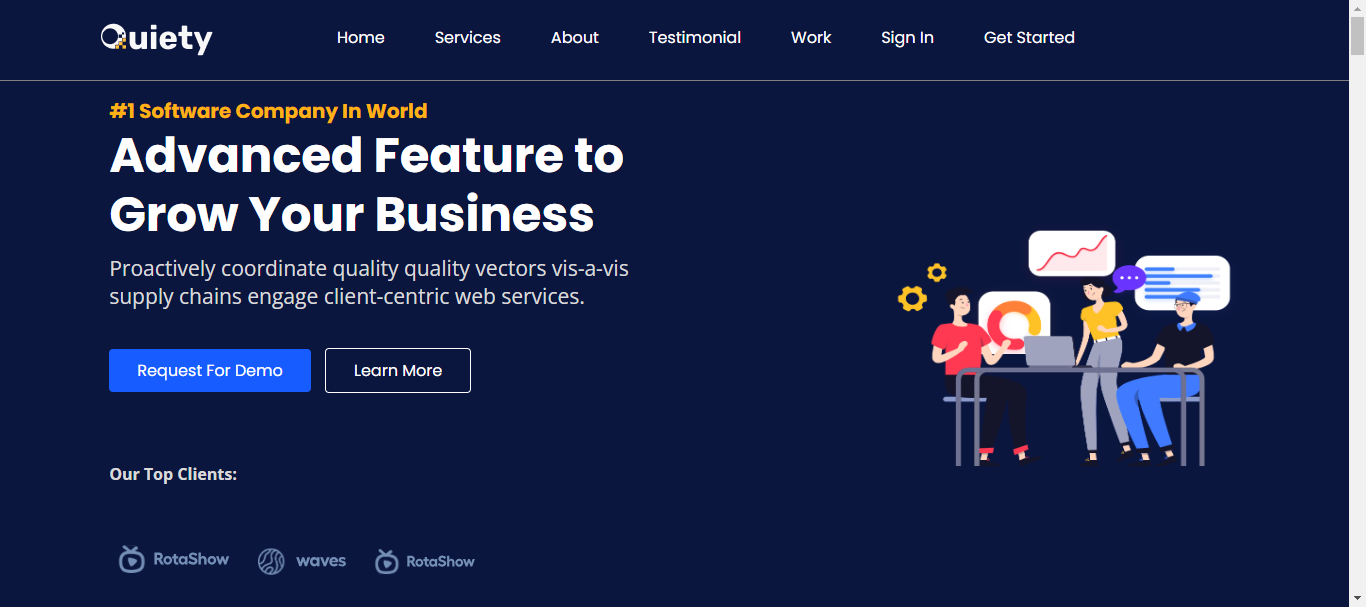 Quiety
Home Services About Testimonial Work Sign In Get Started
#1 Software Company In World
Advanced Feature to
Grow Your Business
Proactively coordinate quality quality vectors vis-a-vis
supply chains engage client-centric web services.
Request For Demo Learn More
Our Top Clients:
RotaShow waves RotaShow